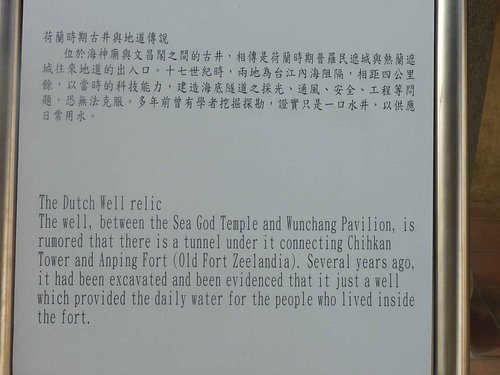 荷蘭時期古井與地道傳說
位於海神廟與文昌閣之間的古井，相傳是荷蘭時期普羅民遮城與熱蘭遮
城往來地道的出入口。十七世紀時，兩地為台江內海阻隔，相距四公里
餘，以當時的科技能力，建造海底隧道之採光、通風、安全、工程等問
題，恐無法克服。多年前曾有學者挖掘探勘，證實只是一口水井，以供應
日常用水。
The Dutch Well relic
The well, between the Sea God Temple and Wunchang Pavilion, is
rumored that there is a tunnel under it connecting Chihkan
Tower and Anping Fort (Old Fort Zeelandia). Several years ago,
it had been excavated and been evidenced that it just a well
which provided the daily water for the people who lived inside
the fort.